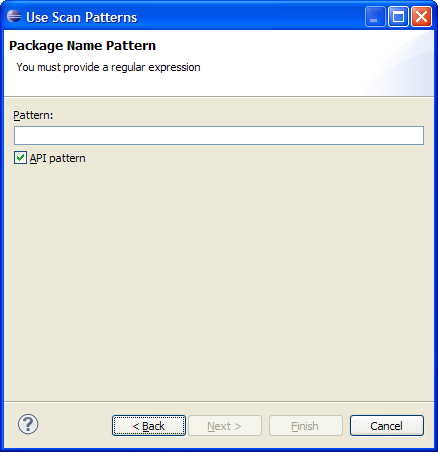 Use Scan Patterns
Package Name Pattern
You must provide a regular expression
Pattern:
API pattern
?
< Back
Next >
Finish
Cancel